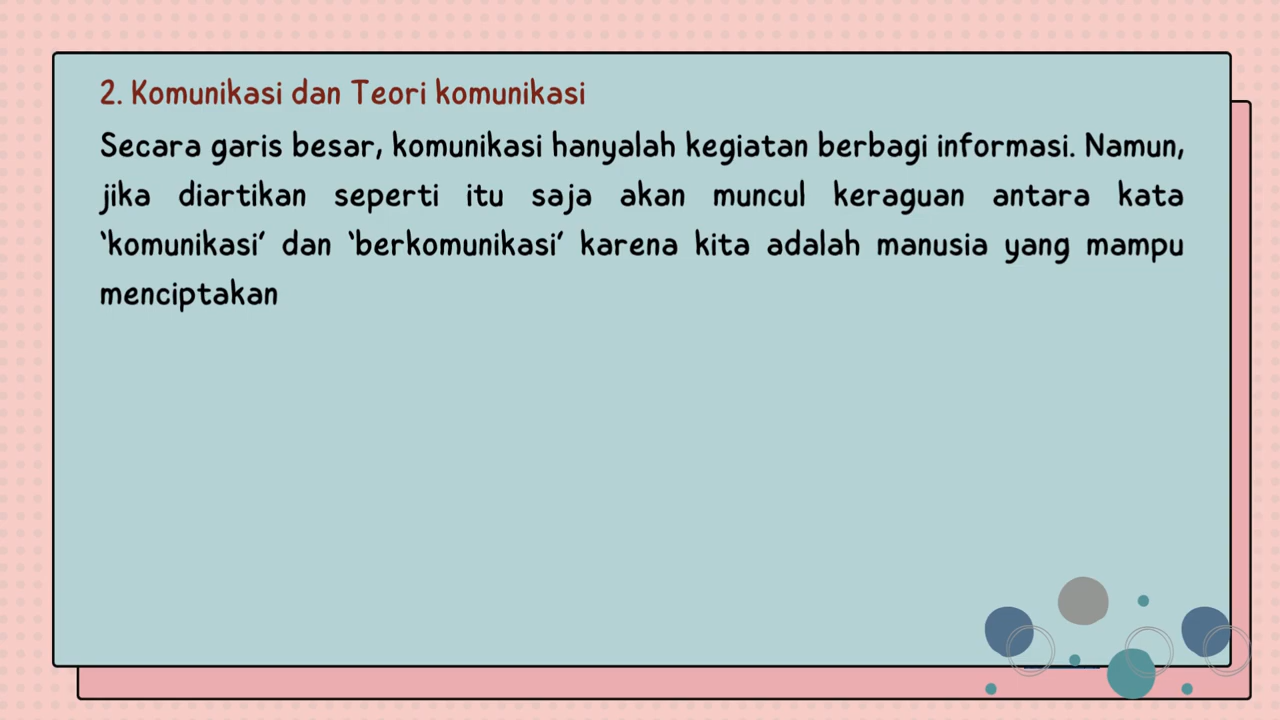 2. Komunikasi dan Teori komunikasi
Secara garis besar, komunikasi hanyalah kegiatan berbagi informasi. Namun,
jika diartikan seperti itu saja akan muncul keraguan antara kata
‘komunikasi’ dan ‘berkomunikasi’ karena kita adalah manusia yang mampu
menciptakan